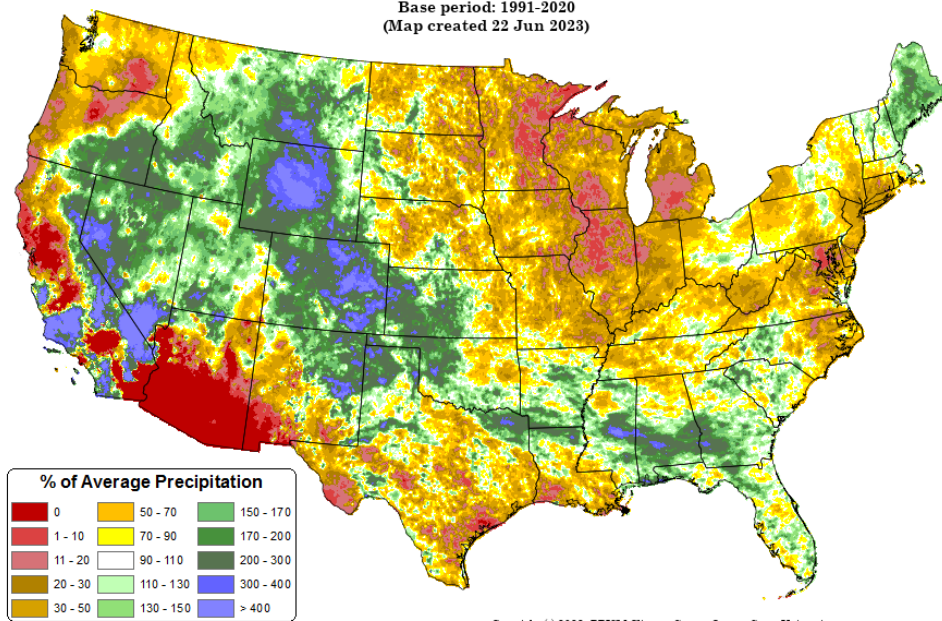 Base period: 1991-2020
(Map created 22 Jun 2023)
% of Average Precipitation
0
50 - 70
150 - 170
1 - 10
70 - 90
170 - 200
11 - 20
90 - 110
200 - 300
20 - 30
110 - 130
300 - 400
30 - 50
130 - 150
> 400